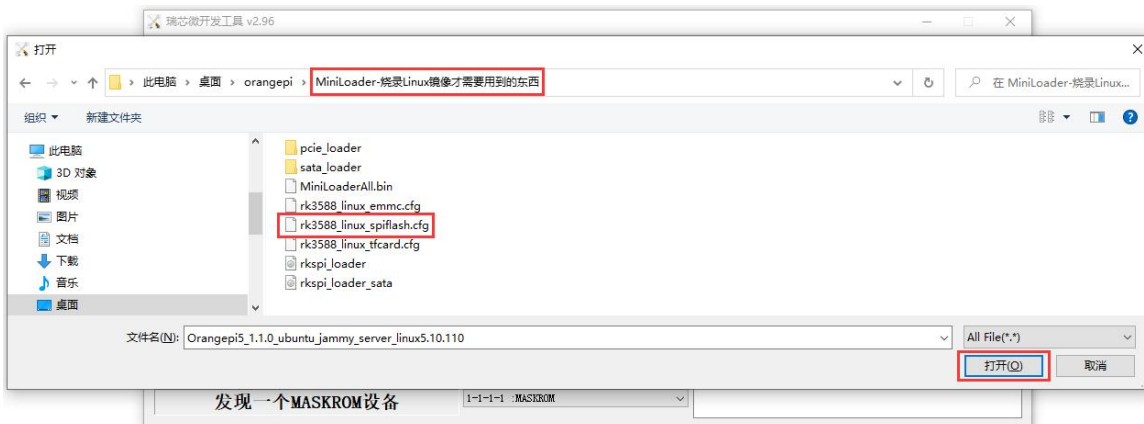 瑞芯微开发工具 v2.96
打开
此电脑 › 桌面 › orangepi › MiniLoader-烧录Linux镜像才需要用到的东西
在 MiniLoader-烧录Linux...
组织
新建文件夹
此电脑
3D 对象
视频
图片
文档
下载
音乐
桌面
pcie_loader
sata_loader
MiniLoaderAll.bin
rk3588_linux_emmc.cfg
rk3588_linux_spiflash.cfg
rk3588_linux_tfcard.cfg
rkspi_loader
rkspi_loader_sata
文件名(N): Orangepi5_1.1.0_ubuntu_jammy_server_linux5.10.110
All File(*.*)
打开(O)
取消
发现一个MASKROM设备
1-1-1-1 :MASKROM